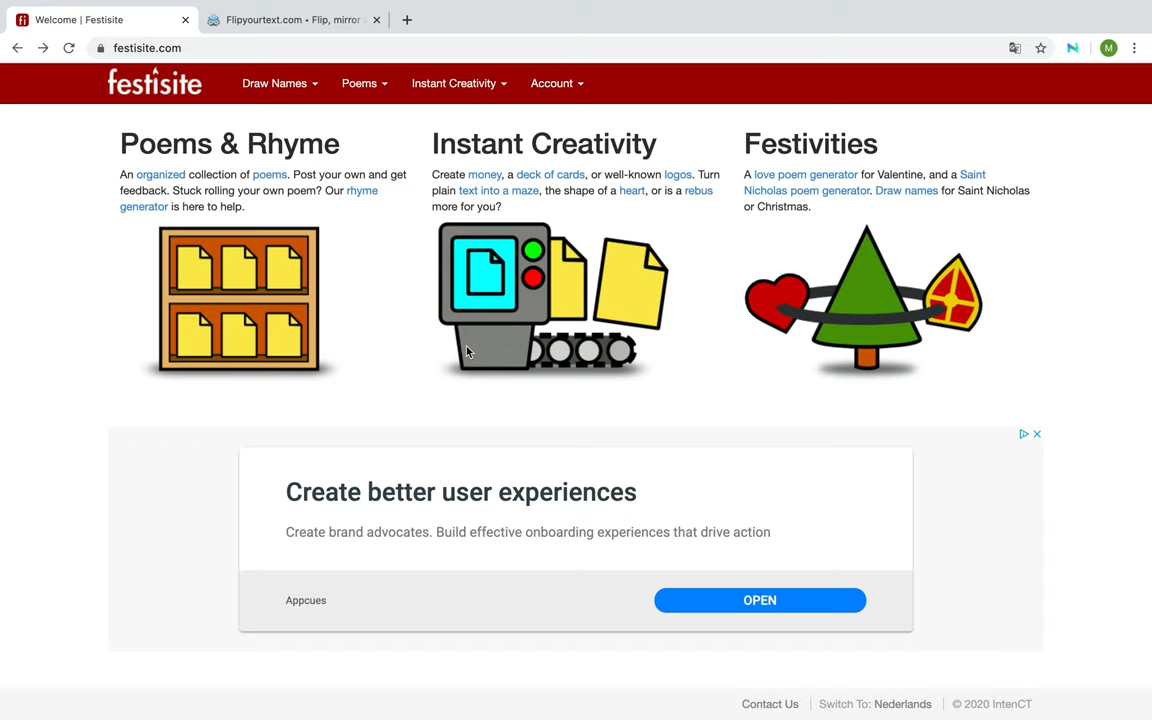 Welcome | Festisite
Flipyourtext.com • Flip, mirror
festisite.com
M
festisite
Draw Names
Poems
Instant Creativity
Account
Poems & Rhyme
An organized collection of poems. Post your own and get
feedback. Stuck rolling your own poem? Our rhyme
generator is here to help.
Instant Creativity
Create money, a deck of cards, or well-known logos. Turn
plain text into a maze, the shape of a heart, or is a rebus
more for you?
Festivities
A love poem generator for Valentine, and a Saint
Nicholas poem generator. Draw names for Saint Nicholas
or Christmas.
Create better user experiences
Create brand advocates. Build effective onboarding experiences that drive action
Appcues
OPEN
Contact Us
Switch To: Nederlands
© 2020 IntenCT